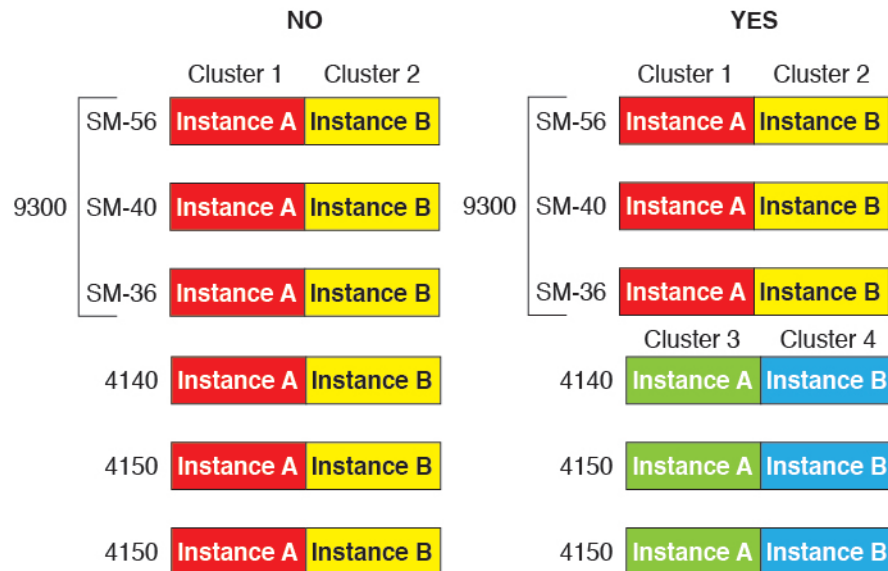 NO
Cluster 1 Cluster 2
SM-56 Instance A Instance B
9300 SM-40 Instance A Instance B
SM-36 Instance A Instance B
4140 Instance A Instance B
4150 Instance A Instance B
4150 Instance A Instance B
YES
Cluster 1 Cluster 2
SM-56 Instance A Instance B
9300 SM-40 Instance A Instance B
SM-36 Instance A Instance B
Cluster 3 Cluster 4
4140 Instance A Instance B
4150 Instance A Instance B
4150 Instance A Instance B